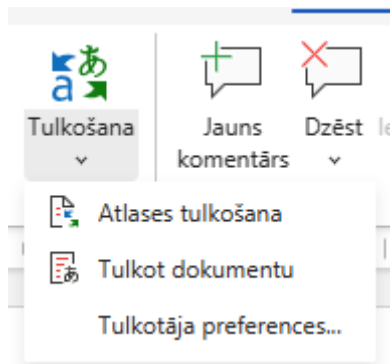 Tulkošana
Jauns
komentārs
Dzēst
Atlases tulkošana
Tulkot dokumentu
Tulkotāja preferences...